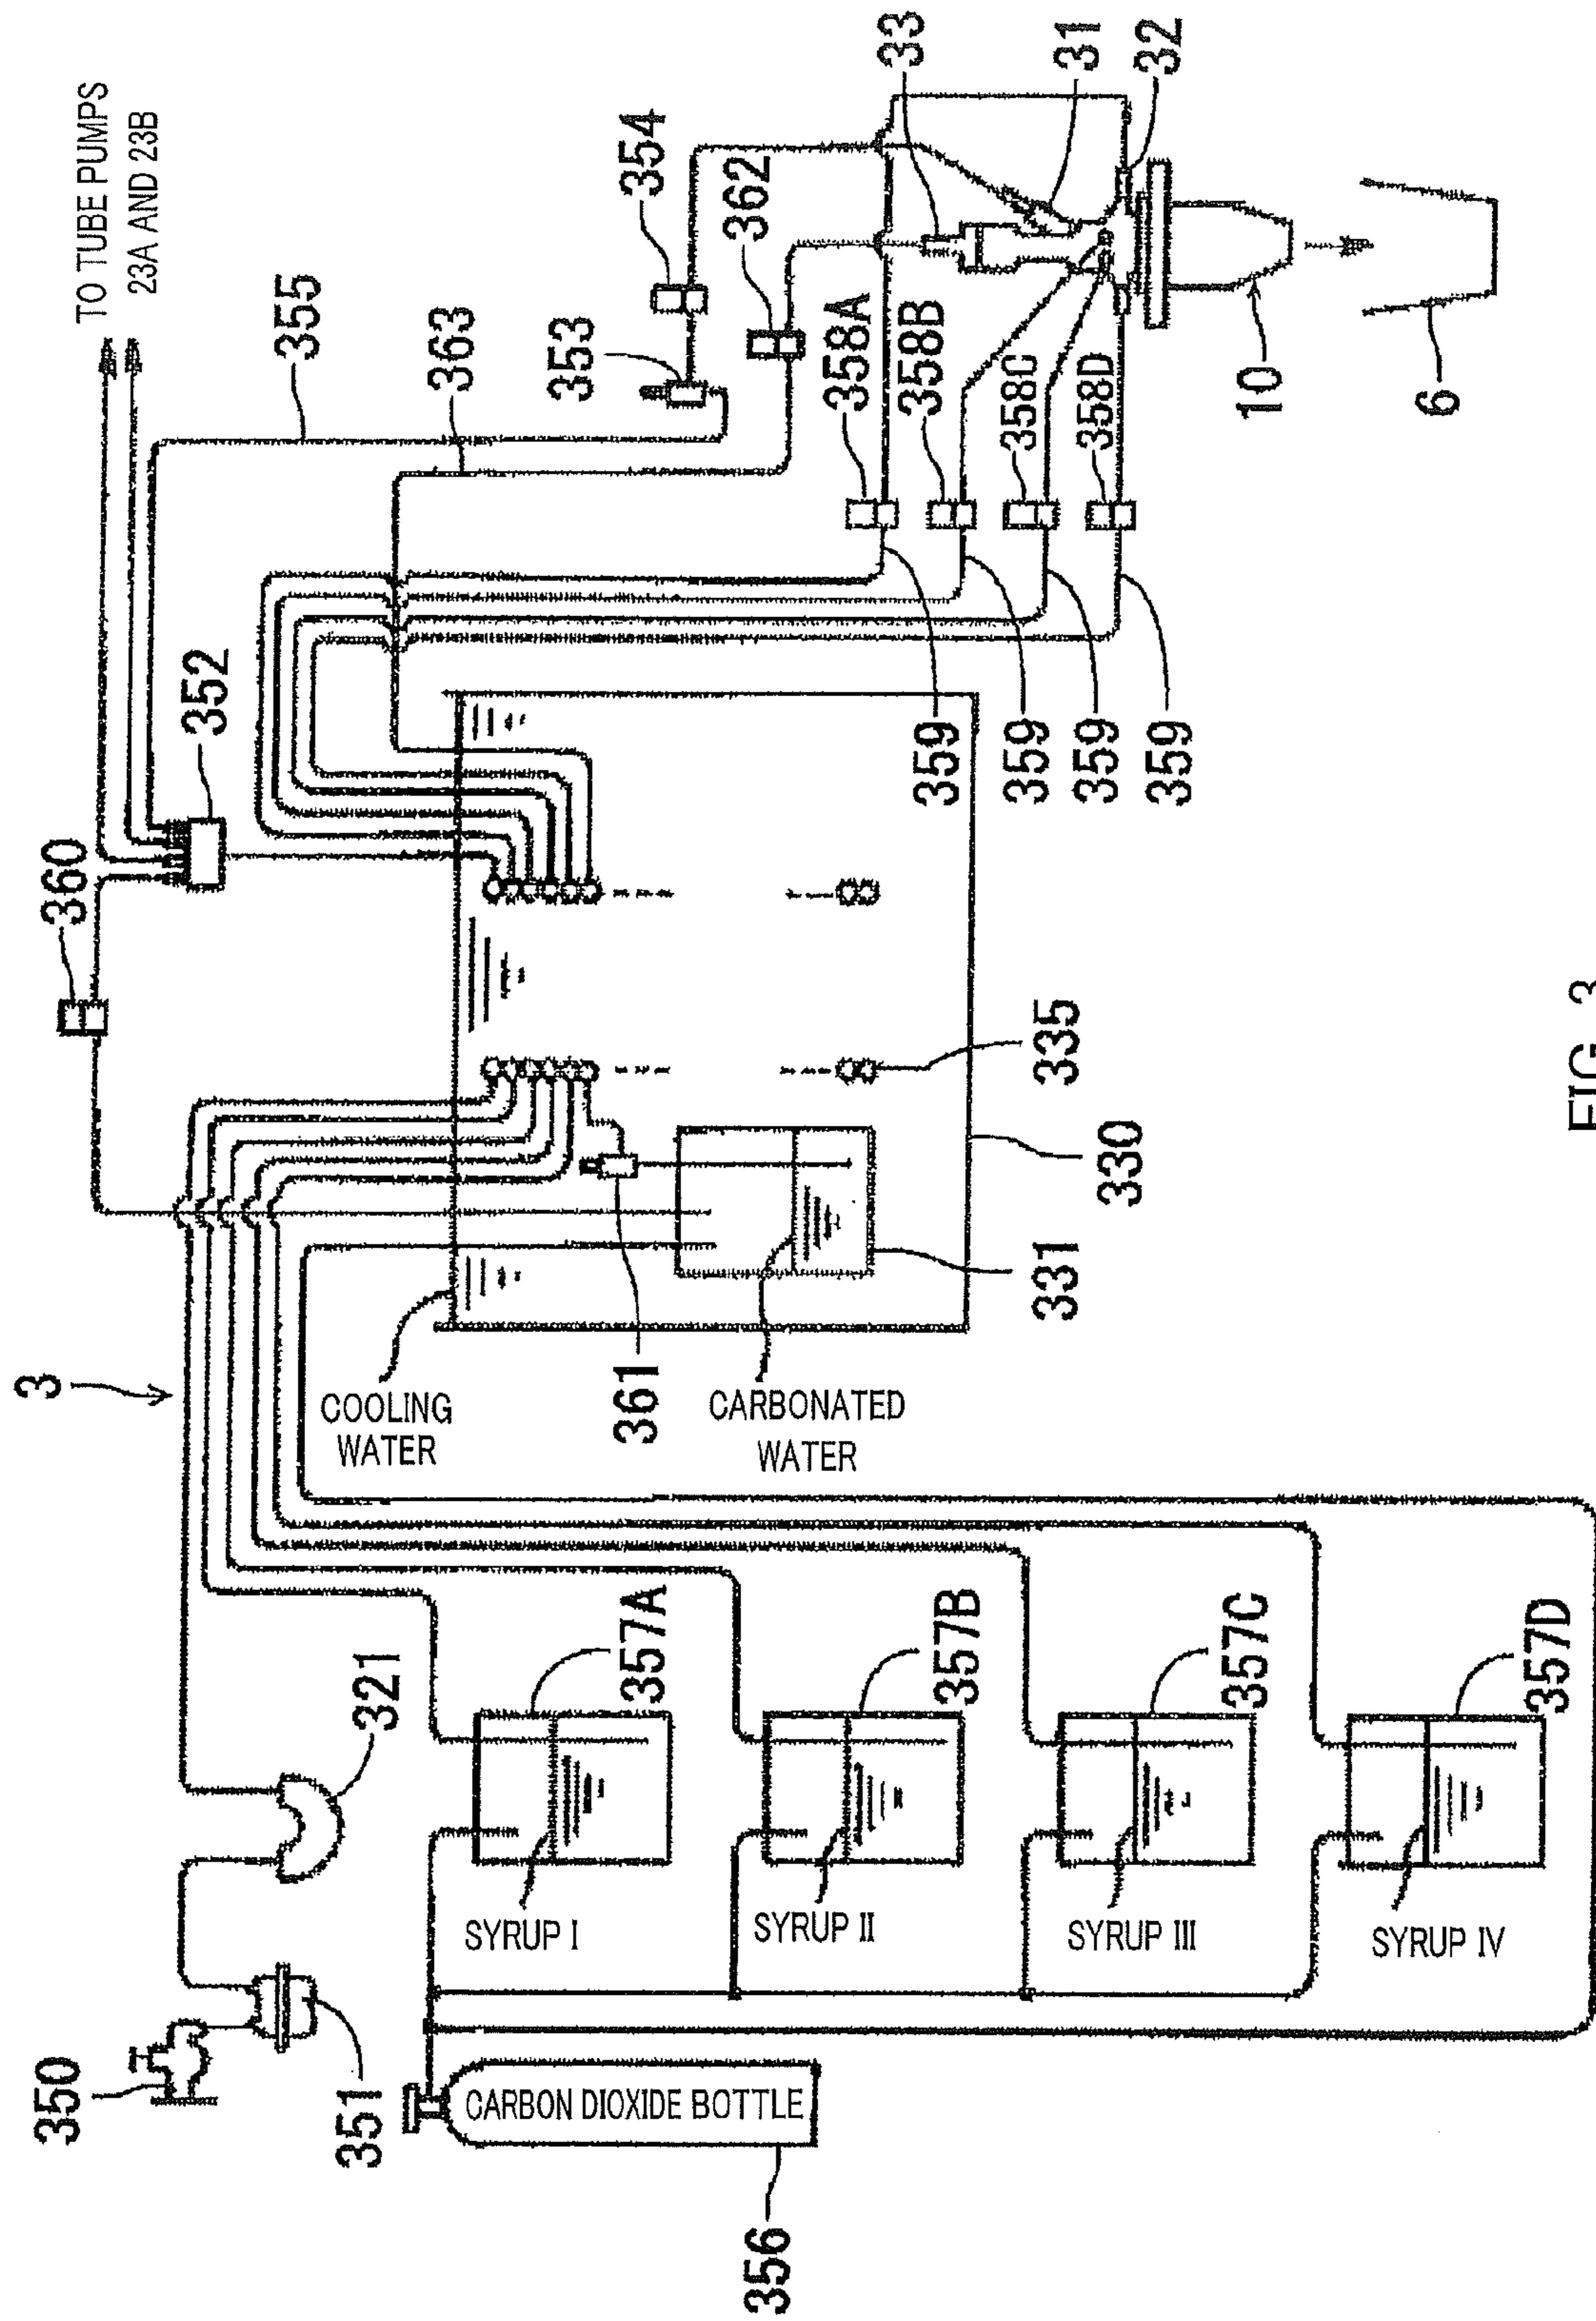 TO TUBE PUMPS
23A AND 23B
3
360
352
355
363
353
354
362
33
31
32
358A
358B
358C
358D
10
6
359
359
359
359
335
330
331
361
COOLING
WATER
CARBONATED
WATER
350
351
321
356
CARBON DIOXIDE BOTTLE
357A
357B
357C
357D
SYRUP I
SYRUP II
SYRUP III
SYRUP IV
FIG. 3